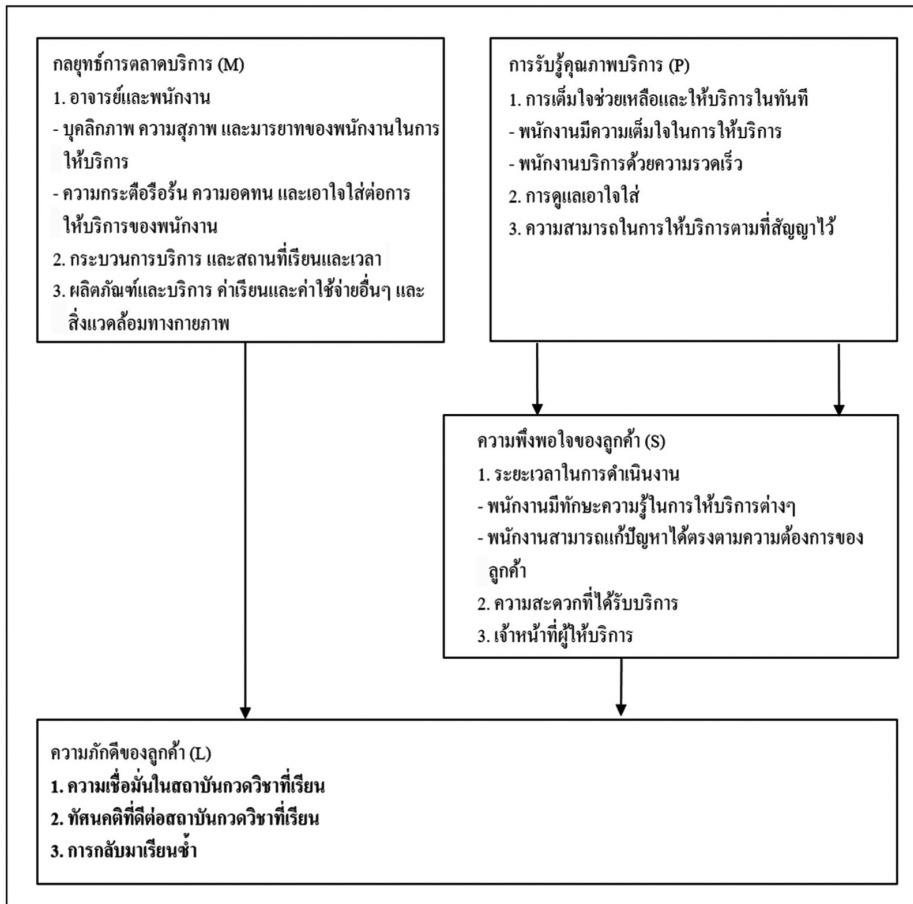 กลยุทธ์การตลาดบริการ (M)
1. อาจารย์และพนักงาน
- บุคลิกภาพ ความสุภาพ และมารยาทของพนักงานในการ
ให้บริการ
- ความกระตือรือร้น ความอดทน และเอาใจใส่ต่อการ
ให้บริการของพนักงาน
2. กระบวนการบริการ และสถานที่เรียนและเวลา
3. ผลิตภัณฑ์และบริการ ค่าเรียนและค่าใช้จ่ายอื่นๆ และ
สิ่งแวดล้อมทางกายภาพ
การรับรู้คุณภาพบริการ (P)
1. การเต็มใจช่วยเหลือและให้บริการในทันที
- พนักงานมีความเต็มใจในการให้บริการ
- พนักงานบริการด้วยความรวดเร็ว
2. การดูแลเอาใจใส่
3. ความสามารถในการให้บริการตามที่สัญญาไว้
ความพึงพอใจของลูกค้า (S)
1. ระยะเวลาในการดำเนินงาน
- พนักงานมีทักษะความรู้ในการให้บริการต่างๆ
- พนักงานสามารถแก้ปัญหาได้ตรงตามความต้องการของ
ลูกค้า
2. ความสะดวกที่ได้รับบริการ
3. เจ้าหน้าที่ผู้ให้บริการ
ความภักดีของลูกค้า (L)
1. ความเชื่อมั่นในสถาบันกวดวิชาที่เรียน
2. ทัศนคติที่ดีต่อสถาบันกวดวิชาที่เรียน
3. การกลับมาเรียนซ้ำ